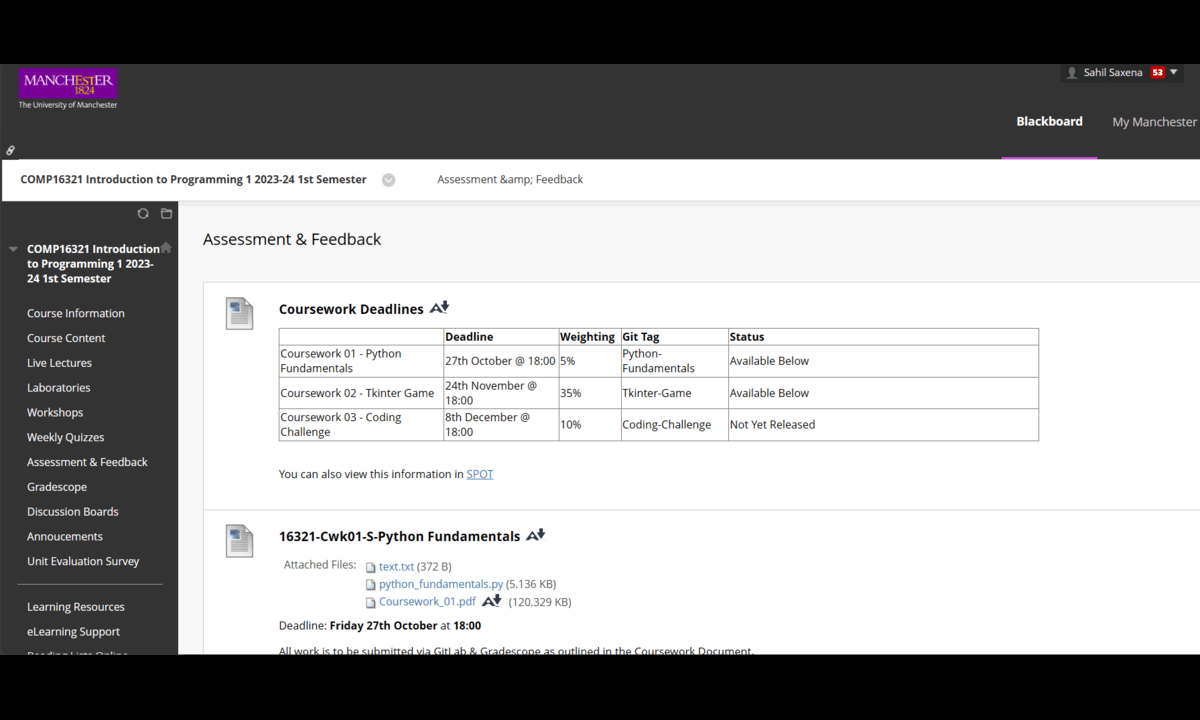 MANCHESTER
1824
The University of Manchester
Sahil Saxena 53
Blackboard My Manchester
COMP16321 Introduction to Programming 1 2023-24 1st Semester Assessment &amp; Feedback
COMP16321 Introduction
to Programming 1 2023-
24 1st Semester
Course Information
Course Content
Live Lectures
Laboratories
Workshops
Weekly Quizzes
Assessment & Feedback
Gradescope
Discussion Boards
Annoucements
Unit Evaluation Survey
Learning Resources
eLearning Support
Reading Lists Online
Assessment & Feedback
Coursework Deadlines
Deadline Weighting Git Tag Status
Coursework 01 - Python
Fundamentals
27th October @ 18:00 5%
Python-
Fundamentals
Available Below
Coursework 02 - Tkinter Game
24th November @
18:00
35% Tkinter-Game Available Below
Coursework 03 - Coding
Challenge
8th December @
18:00
10% Coding-Challenge Not Yet Released
You can also view this information in SPOT
16321-Cwk01-S-Python Fundamentals
Attached Files: text.txt (372 B)
python_fundamentals.py (5.136 KB)
Coursework_01.pdf (120.329 KB)
Deadline: Friday 27th October at 18:00
All work is to be submitted via GitLab & Gradescope as outlined in the Coursework Document.